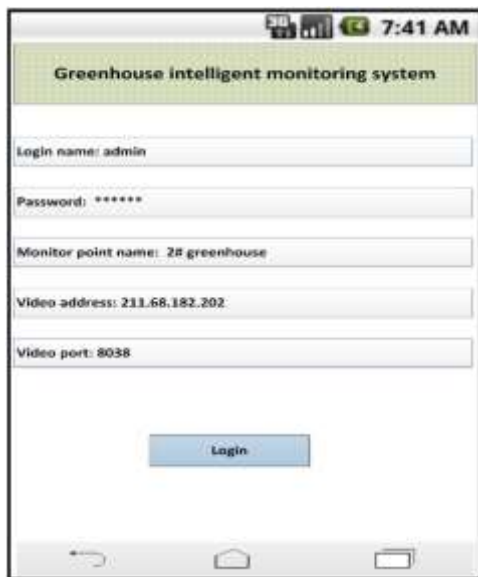 7:41 AM
Greenhouse intelligent monitoring system
Login name: admin
Password: ******
Monitor point name: 2# greenhouse
Video address: 211.68.182.202
Video port: 8038
Login